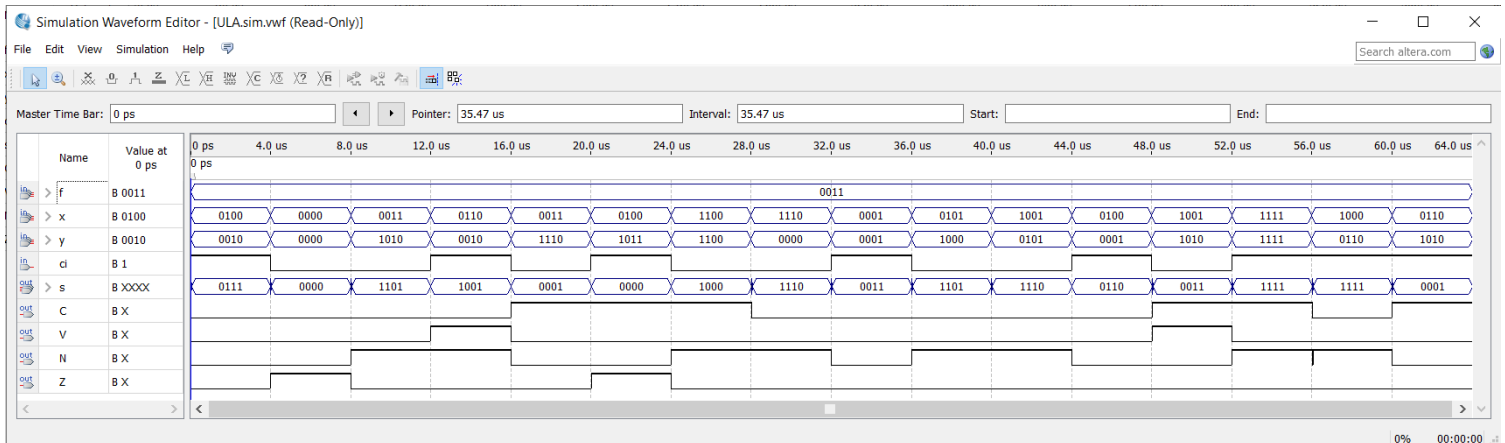 Simulation Waveform Editor - [ULA.sim.vwf (Read-Only)]
File Edit View Simulation Help
Search altera.com
Master Time Bar: 0 ps Pointer: 35.47 us Interval: 35.47 us Start: End:
Name Value at 0 ps
0 ps 4.0 us 8.0 us 12.0 us 16.0 us 20.0 us 24.0 us 28.0 us 32.0 us 36.0 us 40.0 us 44.0 us 48.0 us 52.0 us 56.0 us 60.0 us 64.0 us
0 ps
f B 0011 0011
x B 0100 0100 0000 0011 0110 0011 0100 1100 1110 0001 0101 1001 0100 1001 1111 1000 0110
y B 0010 0010 0000 1010 0010 1110 1011 1100 0000 0001 1000 0101 0001 1010 1111 0110 1010
ci B 1
s B XXXX 0111 0000 1101 1001 0001 0000 1000 1110 0011 1101 1110 0110 0011 1111 1111 0001
C B X
V B X
N B X
Z B X
0% 00:00:00